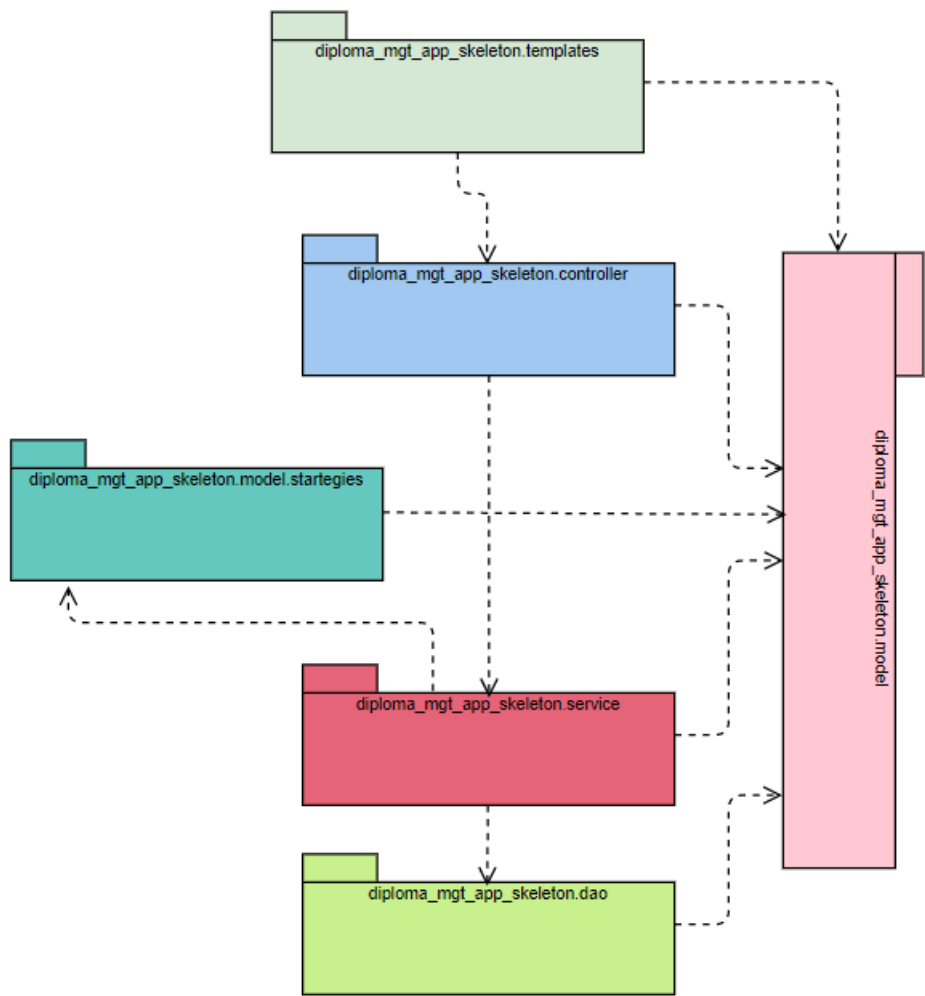 diploma_mgt_app_skeleton.templates
diploma_mgt_app_skeleton.controller
diploma_mgt_app_skeleton.model.startegies
diploma_mgt_app_skeleton.model
diploma_mgt_app_skeleton.service
diploma_mgt_app_skeleton.dao